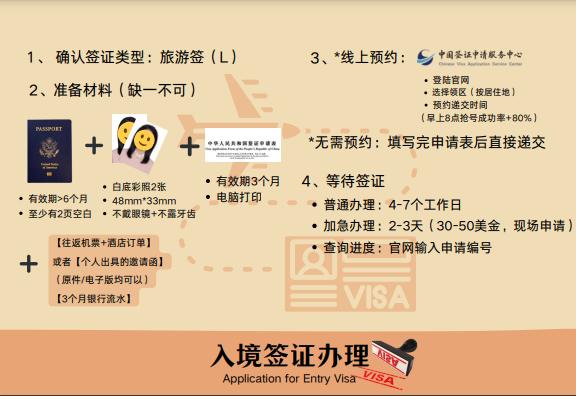 1、 确认签证类型：旅游签（L）
2、准备材料（缺一不可）
PASSPORT
United States
of America
有效期>6个月
至少有2页空白
白底彩照2张
48mm*33mm
不戴眼镜+不露牙齿
中华人民共和国签证申请表
Visa Application Form of the People's Republic of China
有效期3个月
电脑打印
【往返机票+酒店订单】
或者【个人出具的邀请函】
（原件/电子版均可以）
【3个月银行流水】
3、*线上预约：
中国签证申请服务中心
Chinese Visa Application Service Center
登陆官网
选择领区（按居住地）
预约递交时间
（早上8点抢号成功率+80%）
*无需预约：填写完申请表后直接递交
4、等待签证
普通办理：4-7个工作日
加急办理：2-3天（30-50美金，现场申请）
查询进度：官网输入申请编号
VISA
入境签证办理
Application for Entry Visa
VISA
VISA